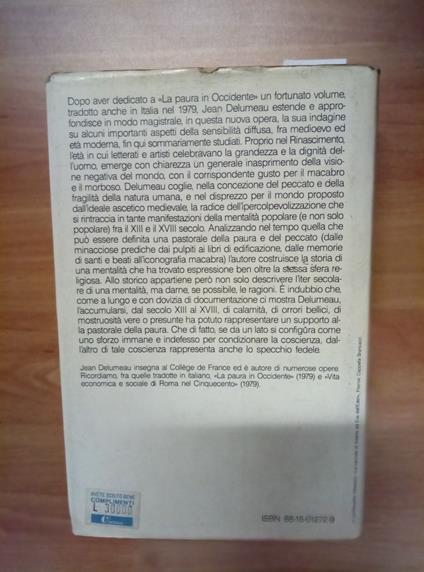 Dopo aver dedicato a «La paura in Occidente» un fortunato volume,
tradotto anche in Italia nel 1979, Jean Delumeau estende e appro-
fondisce in modo magistrale, in questa nuova opera, la sua indagine
su alcuni importanti aspetti della sensibilità diffusa, fra medioevo ed
età moderna, fin qui sommariamente studiati. Proprio nel Rinascimento,
l'età in cui letterati e artisti celebravano la grandezza e la dignità del-
l'uomo, emerge con chiarezza un generale inasprimento della visio-
ne negativa del mondo, con il corrispondente gusto per il macabro
e il morboso. Delumeau coglie, nella concezione del peccato e della
fragilità della natura umana, e nel disprezzo per il mondo proposto
dall'ideale ascetico medievale, la radice dell'ipercolpevolizzazione che
si rintraccia in tante manifestazioni della mentalità popolare (e non solo
popolare) fra il XIII e il XVIII secolo. Analizzando nel tempo quella che
può essere definita una pastorale della paura e del peccato (dalle
minacciose prediche dai pulpiti ai libri di edificazione, dalle memorie
di santi e beati all'iconografia macabra) l'autore costruisce la storia di
una mentalità che ha trovato espressione ben oltre la stessa sfera re-
ligiosa. Allo storico appartiene però non solo descrivere l'iter secola-
re di una mentalità, ma darne, se possibile, le ragioni. È indubbio che,
come a lungo e con dovizia di documentazione ci mostra Delumeau,
l'accumularsi, dal secolo XIII al XVIII, di calamità, di orrori bellici, di
mostruosità vere o presunte ha potuto rappresentare un supporto al-
la pastorale della paura. Che di fatto, se da un lato si configura come
uno sforzo immane e indefesso per condizionare la coscienza, dal-
l'altro di tale coscienza rappresenta anche lo specchio fedele.
Jean Delumeau insegna al Collège de France ed è autore di numerose opere
Ricordiamo, fra quelle tradotte in italiano, «La paura in Occidente» (1979) e «Vita
economica e sociale di Roma nel Cinquecento» (1979).
AVETE SCELTO BENE
COMPLIMENTI
L 30000
ISBN 88-15-01272-9